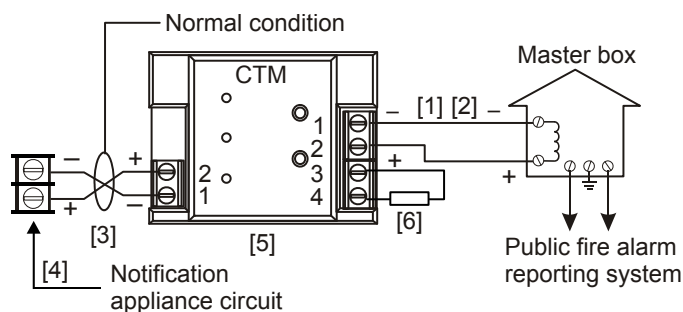 Normal condition
Master box
CTM
− [1] [2] −
1
2
+
+
3
4
[6]
− +
2
1
+ −
[3]
[5]
[4]
Notification
appliance circuit
Public fire alarm
reporting system